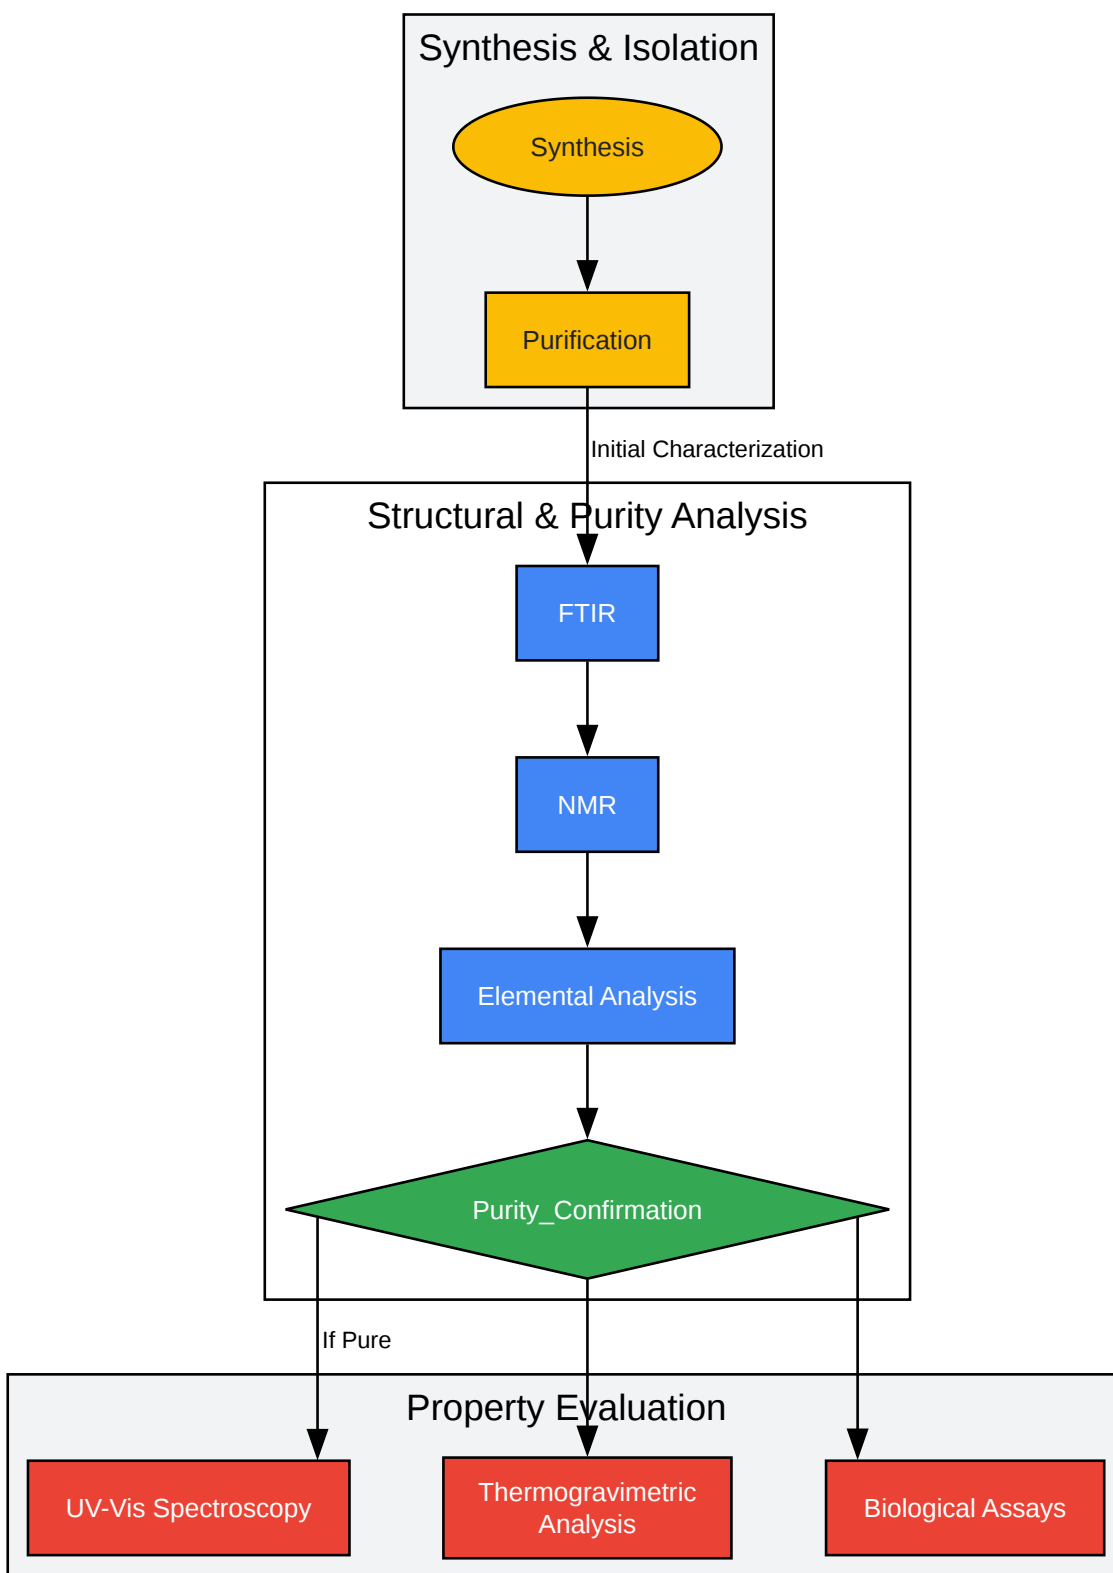 Synthesis & Isolation
Synthesis
Purification
Initial Characterization
Structural & Purity Analysis
FTIR
NMR
Elemental Analysis
Purity_Confirmation
If Pure
Property Evaluation
UV-Vis Spectroscopy
Thermogravimetric
Analysis
Biological Assays